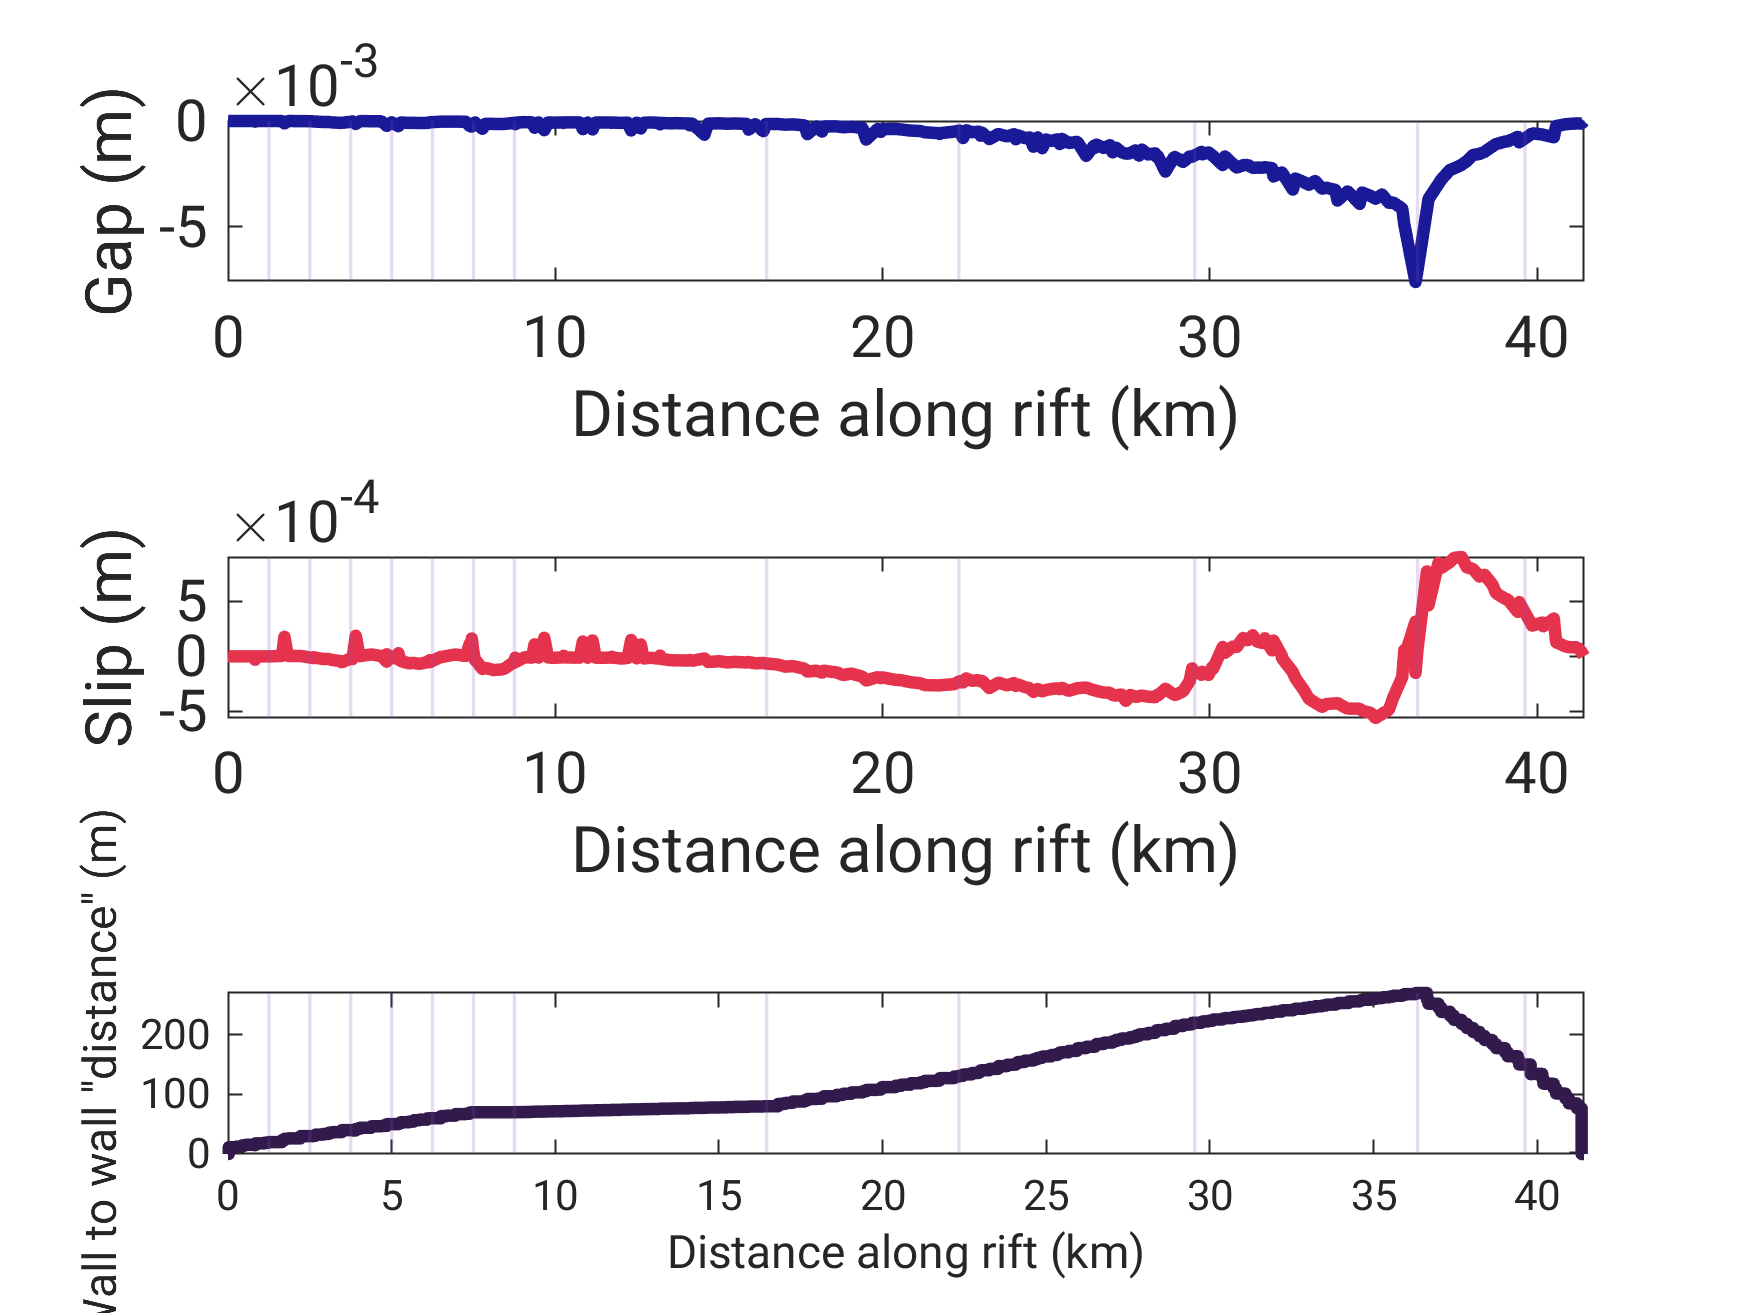 ×10-3
Gap (m)
0
-5
0 10 20 30 40
Distance along rift (km)
×10-4
Slip (m)
5
0
-5
0 10 20 30 40
Distance along rift (km)
to wall "distance" (m)
200
100
0
0 5 10 15 20 25 30 35 40
Distance along rift (km)